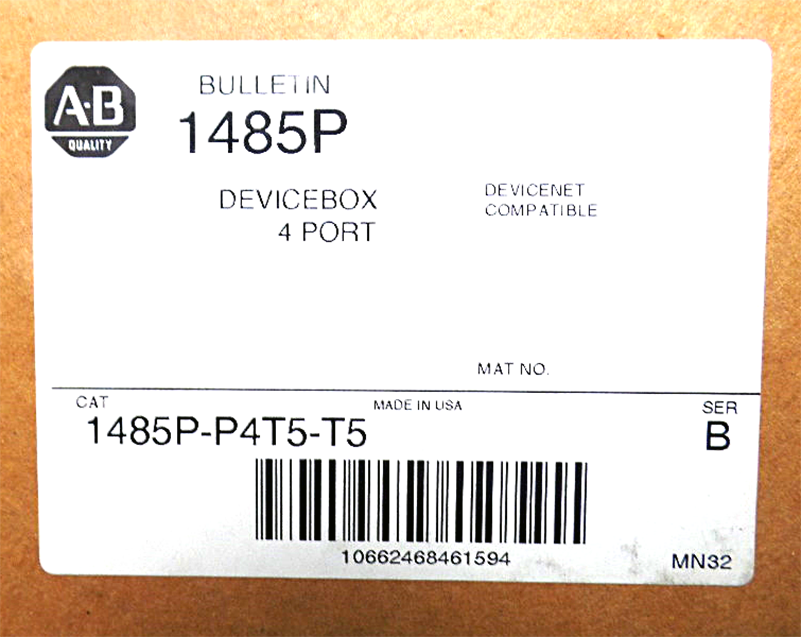 A-B
QUALITY
BULLETIN
1485P
DEVICEBOX
4 PORT
DEVICENET
COMPATIBLE
MAT NO.
CAT
MADE IN USA
SER
1485P-P4T5-T5
B
10662468461594
MN32